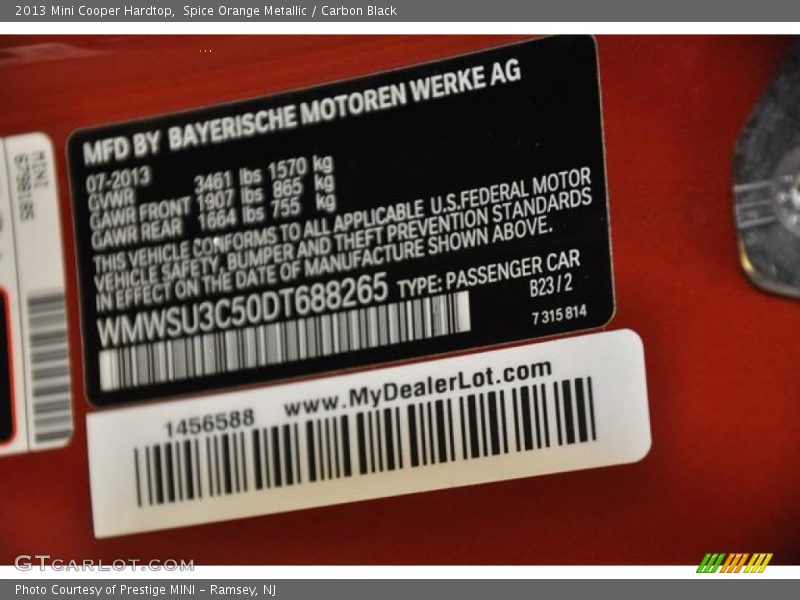 2013 Mini Cooper Hardtop,  Spice Orange Metallic / Carbon Black
MINI
6798185
MFD BY BAYERISCHE MOTOREN WERKE AG
07-2013
GVWR 3461 lbs 1570 kg
GAWR FRONT 1907 lbs 865 kg
GAWR REAR 1664 lbs 755 kg
THIS VEHICLE CONFORMS TO ALL APPLICABLE U.S.FEDERAL MOTOR
VEHICLE SAFETY, BUMPER AND THEFT PREVENTION STANDARDS
IN EFFECT ON THE DATE OF MANUFACTURE SHOWN ABOVE.
WMWSU3C50DT688265 TYPE: PASSENGER CAR
B23 / 2
7 315 814
1456588 www.MyDealerLot.com
GTCARLOT.COM
Photo Courtesy of Prestige MINI – Ramsey, NJ